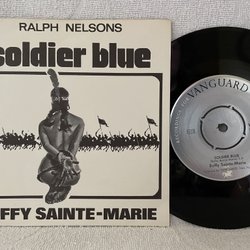 RALPH NELSONS
soldier blue
FFY SAINTE-MARIE
VANGUARD
SOLDIER BLUE
Buffy Sainte-Marie